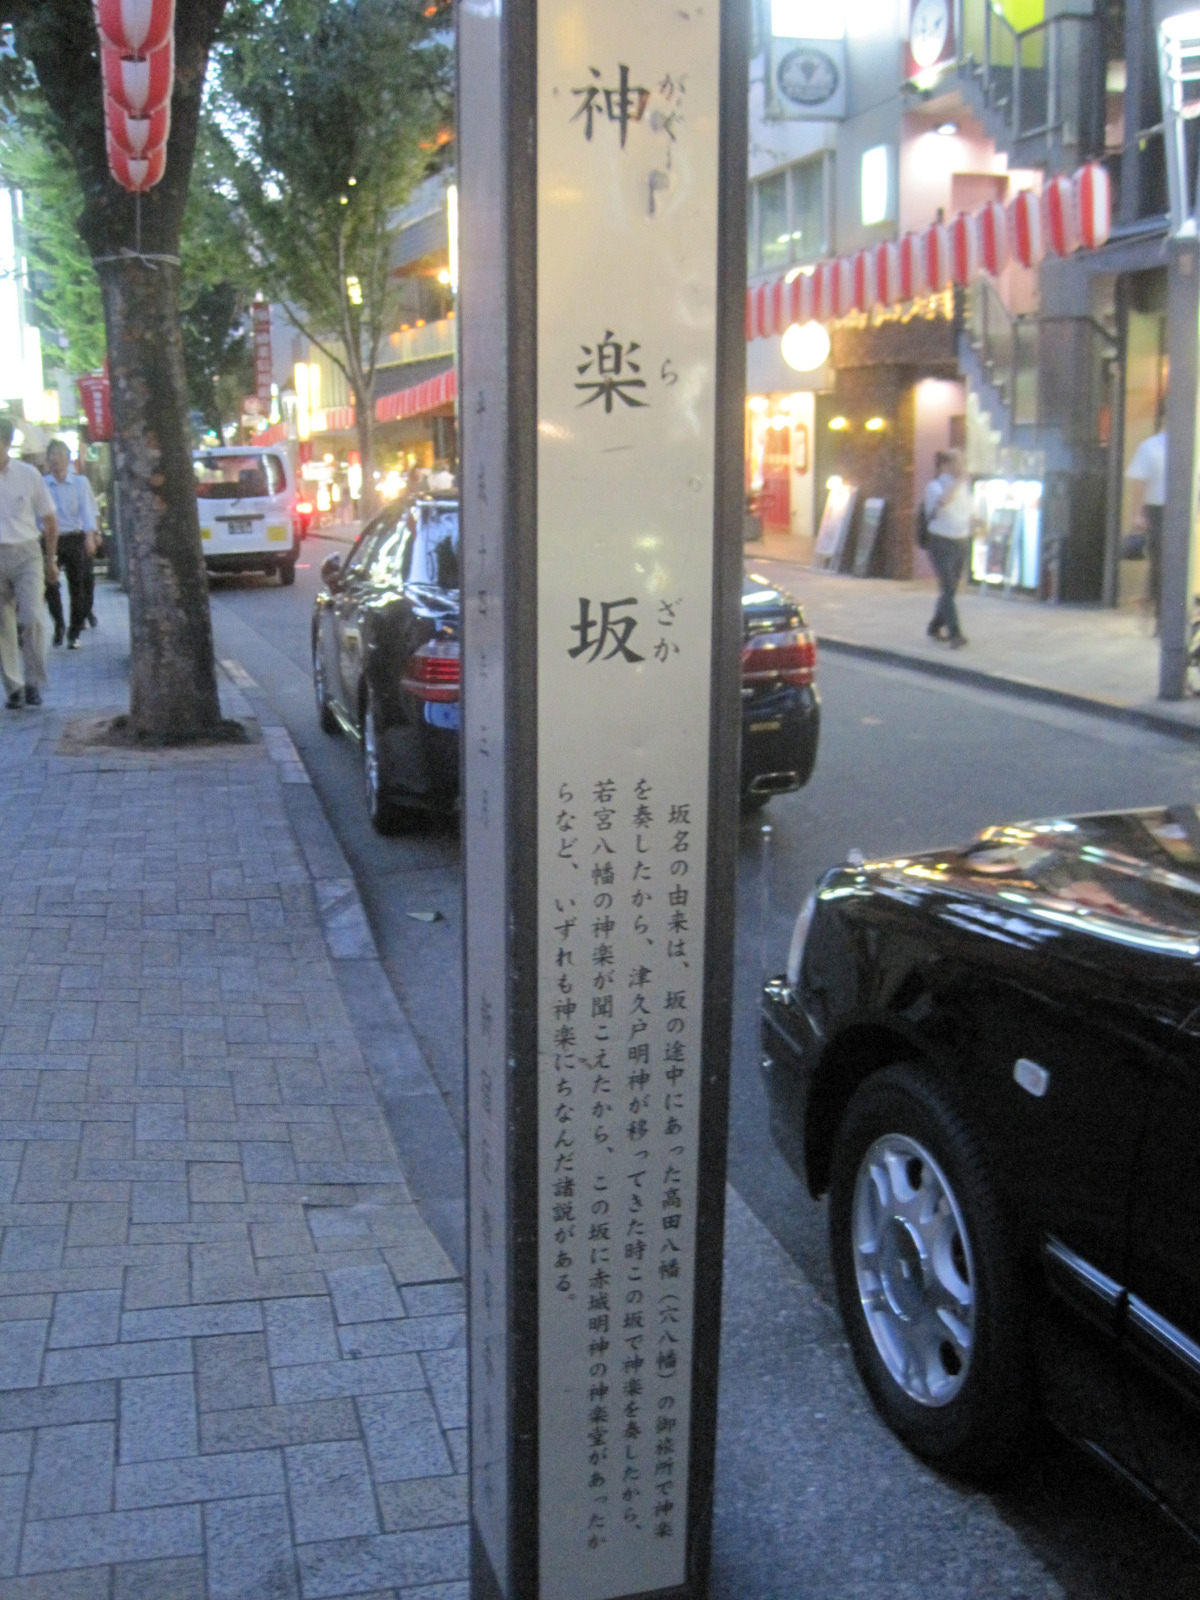 神楽坂
がぐ
ら
ざか
坂名の由来は、坂の途中にあった高田八幡(穴八幡)の御旅所で神楽
を奏したから、津久戸明神が移ってきた時この坂で神楽を奏したから、
若宮八幡の神楽が聞こえたから、この坂に赤城明神の神楽堂があったか
らなど、いずれも神楽にちなんだ諸説がある。